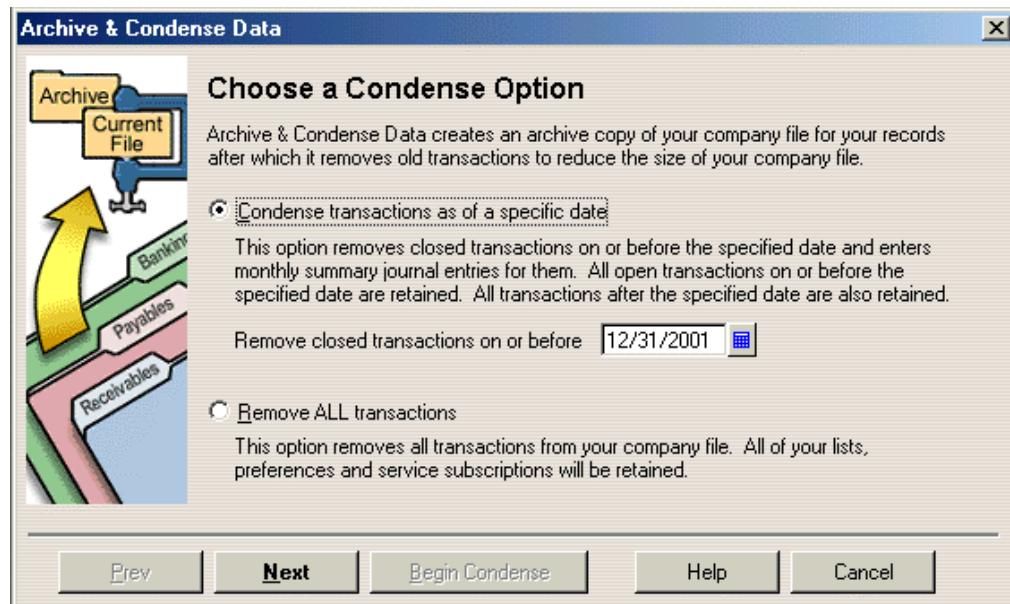 Archive & Condense Data
Archive
Current
File
Banking
Payables
Receivables
Choose a Condense Option
Archive & Condense Data creates an archive copy of your company file for your records
after which it removes old transactions to reduce the size of your company file.
Condense transactions as of a specific date
This option removes closed transactions on or before the specified date and enters
monthly summary journal entries for them.  All open transactions on or before the
specified date are retained.  All transactions after the specified date are also retained.
Remove closed transactions on or before 12/31/2001
Remove ALL transactions
This option removes all transactions from your company file.  All of your lists,
preferences and service subscriptions will be retained.
Prev Next Begin Condense Help Cancel